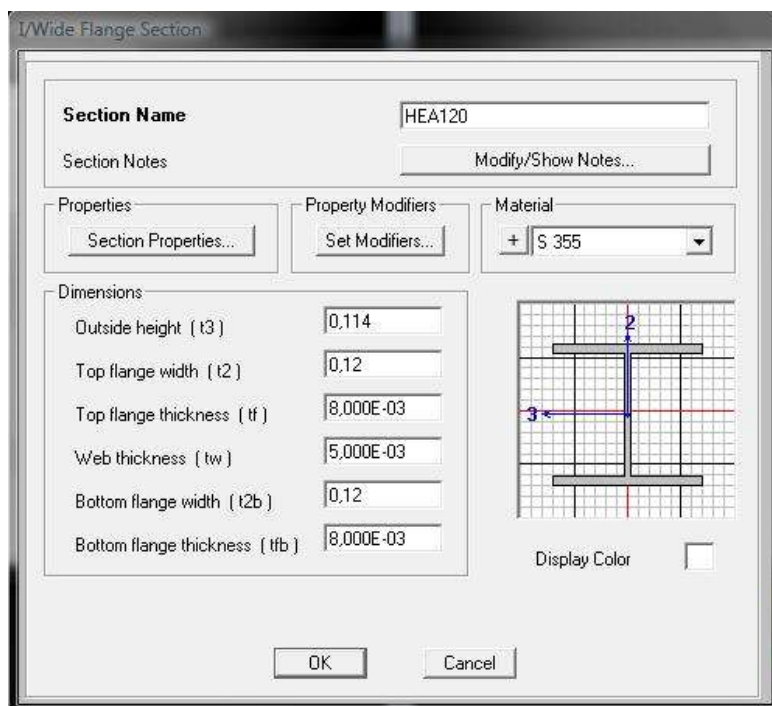 I/Wide Flange Section
Section Name HEA120
Section Notes Modify/Show Notes...
Properties Property Modifiers Material
Section Properties... Set Modifiers... + S 355
Dimensions
Outside height ( t3 ) 0,114
Top flange width ( t2 ) 0,12
Top flange thickness ( tf ) 8,000E-03
Web thickness ( tw ) 5,000E-03
Bottom flange width ( t2b ) 0,12
Bottom flange thickness ( tfb ) 8,000E-03
2
3
Display Color
OK Cancel